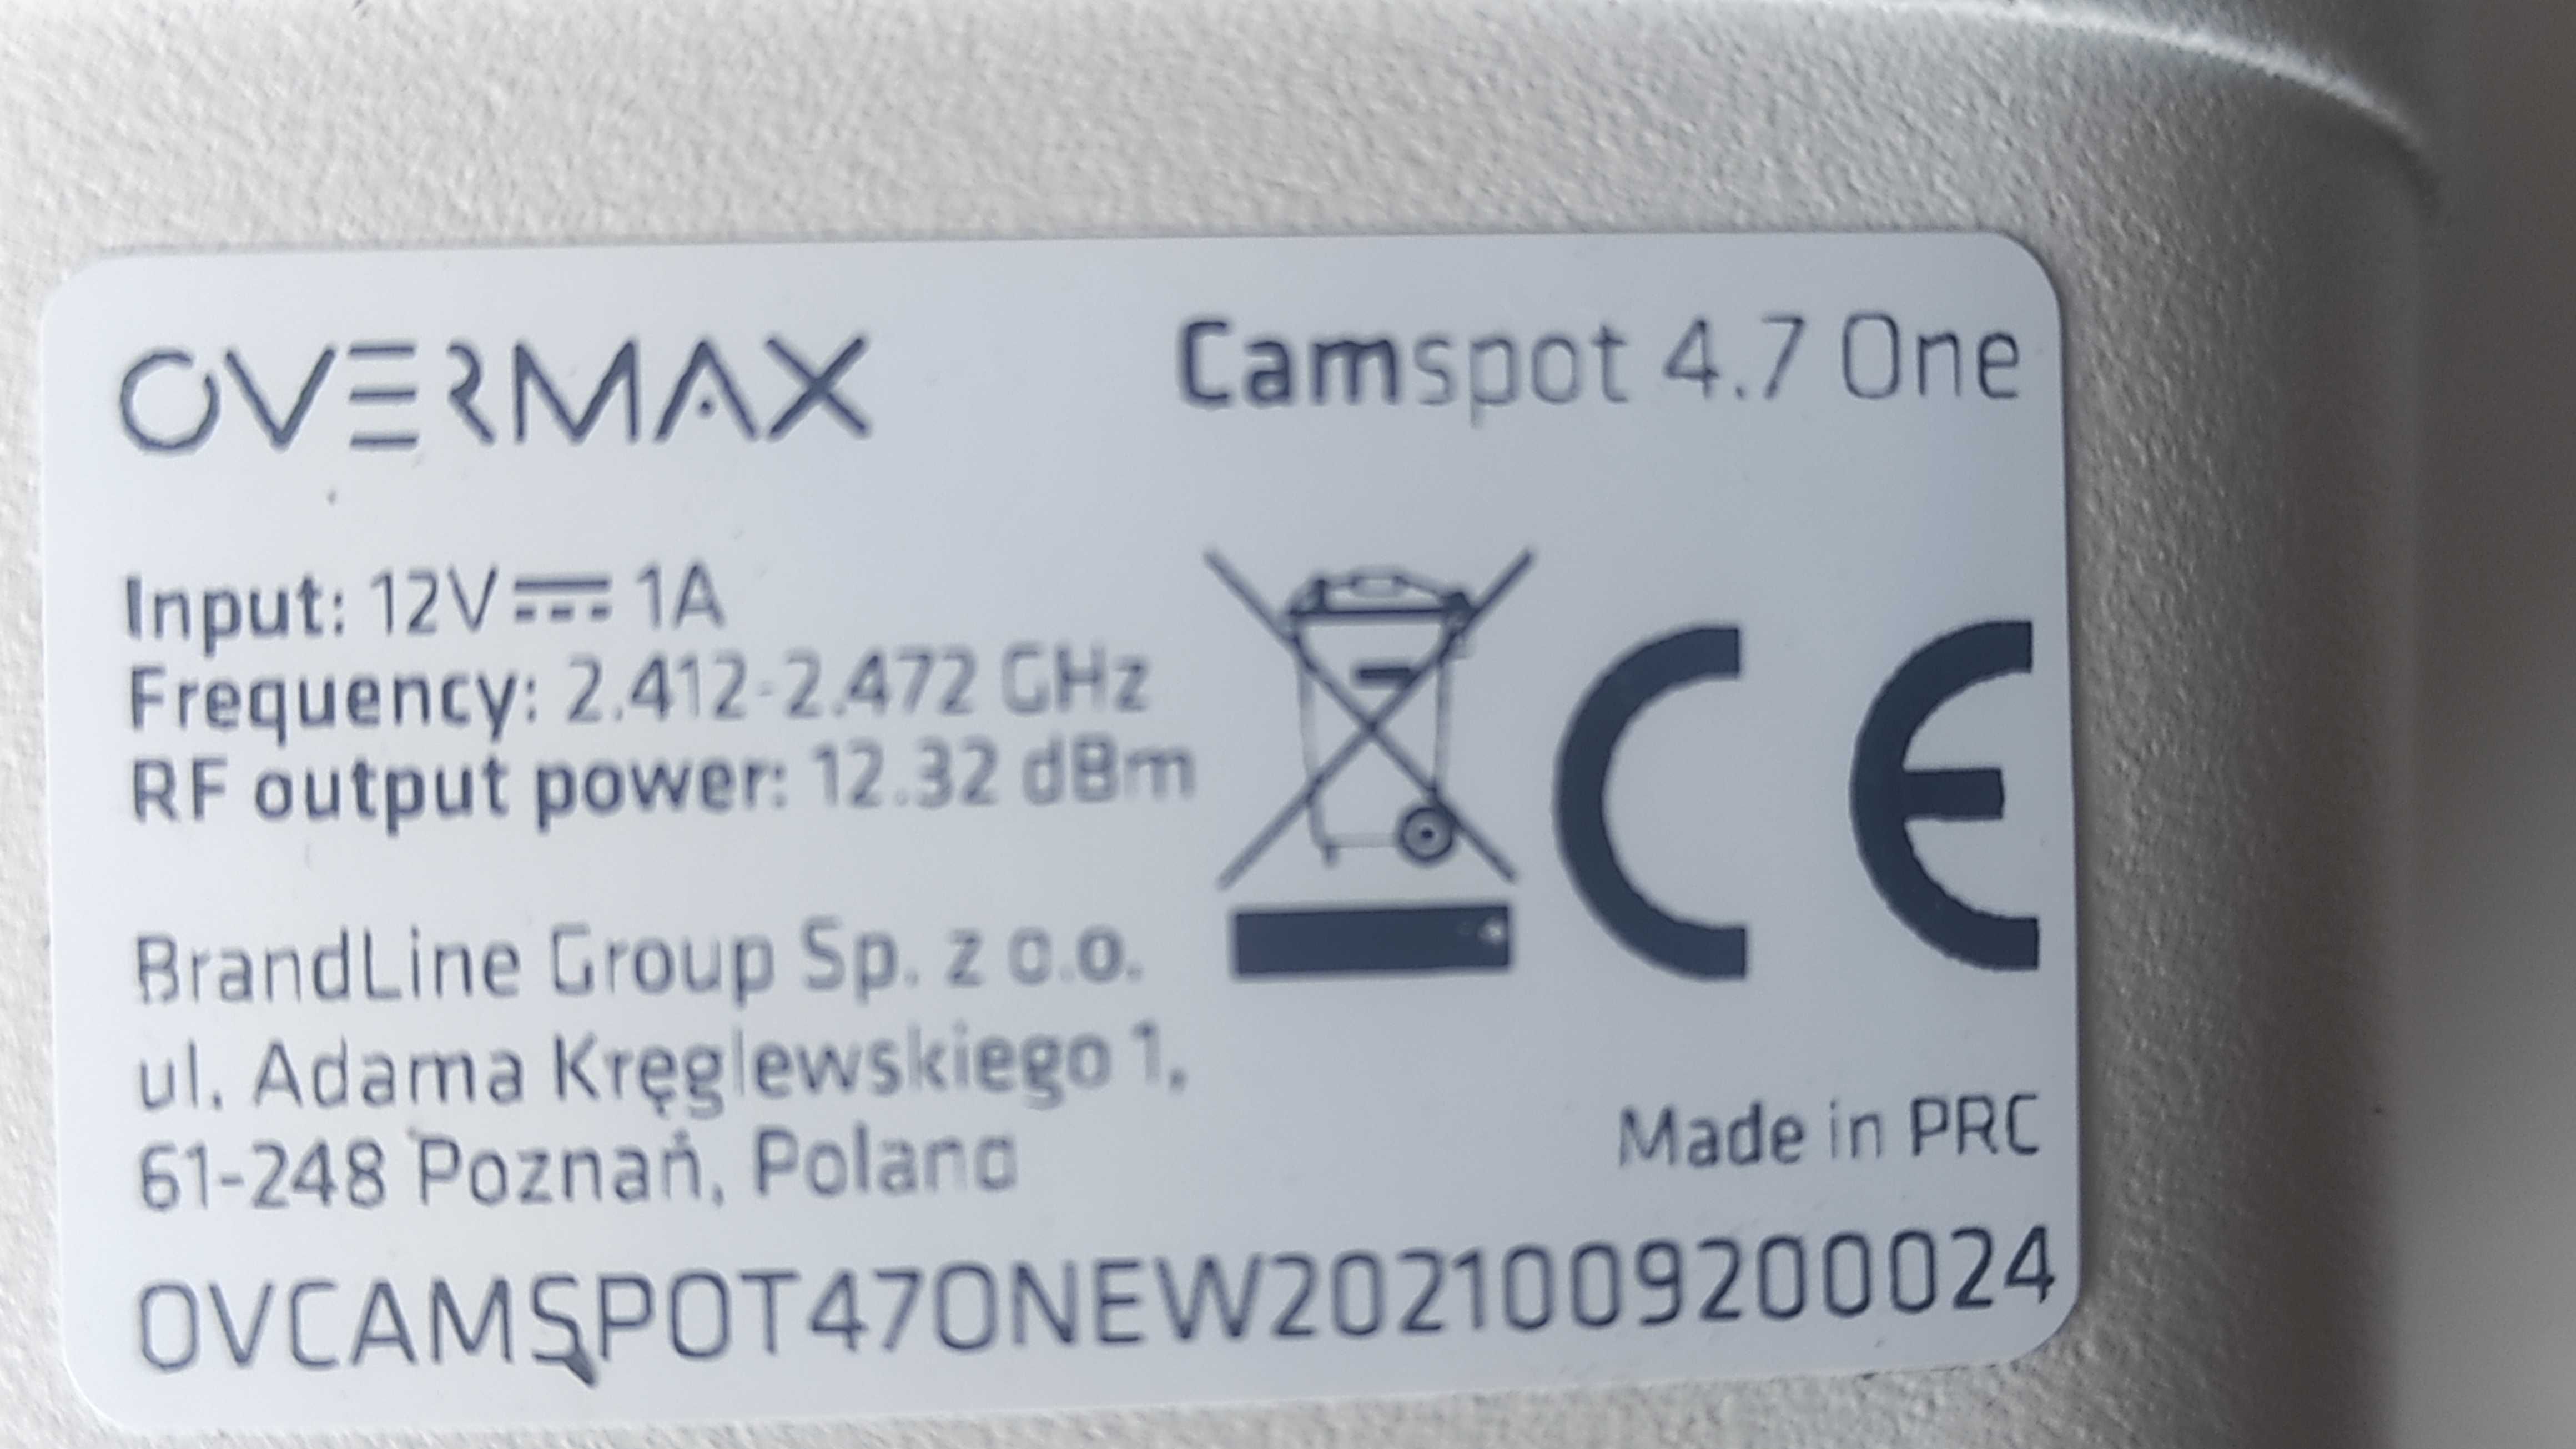 OVERMAX
Camspot 4.7 One
Input: 12V⎓1A
Frequency: 2.412-2.472 GHz
RF output power: 12.32 dBm
CE
BrandLine Group Sp. z o.o.
ul. Adama Kręglewskiego 1,
61-248 Poznań, Poland
Made in PRC
OVCAMSPOT47ONEW2021009200024